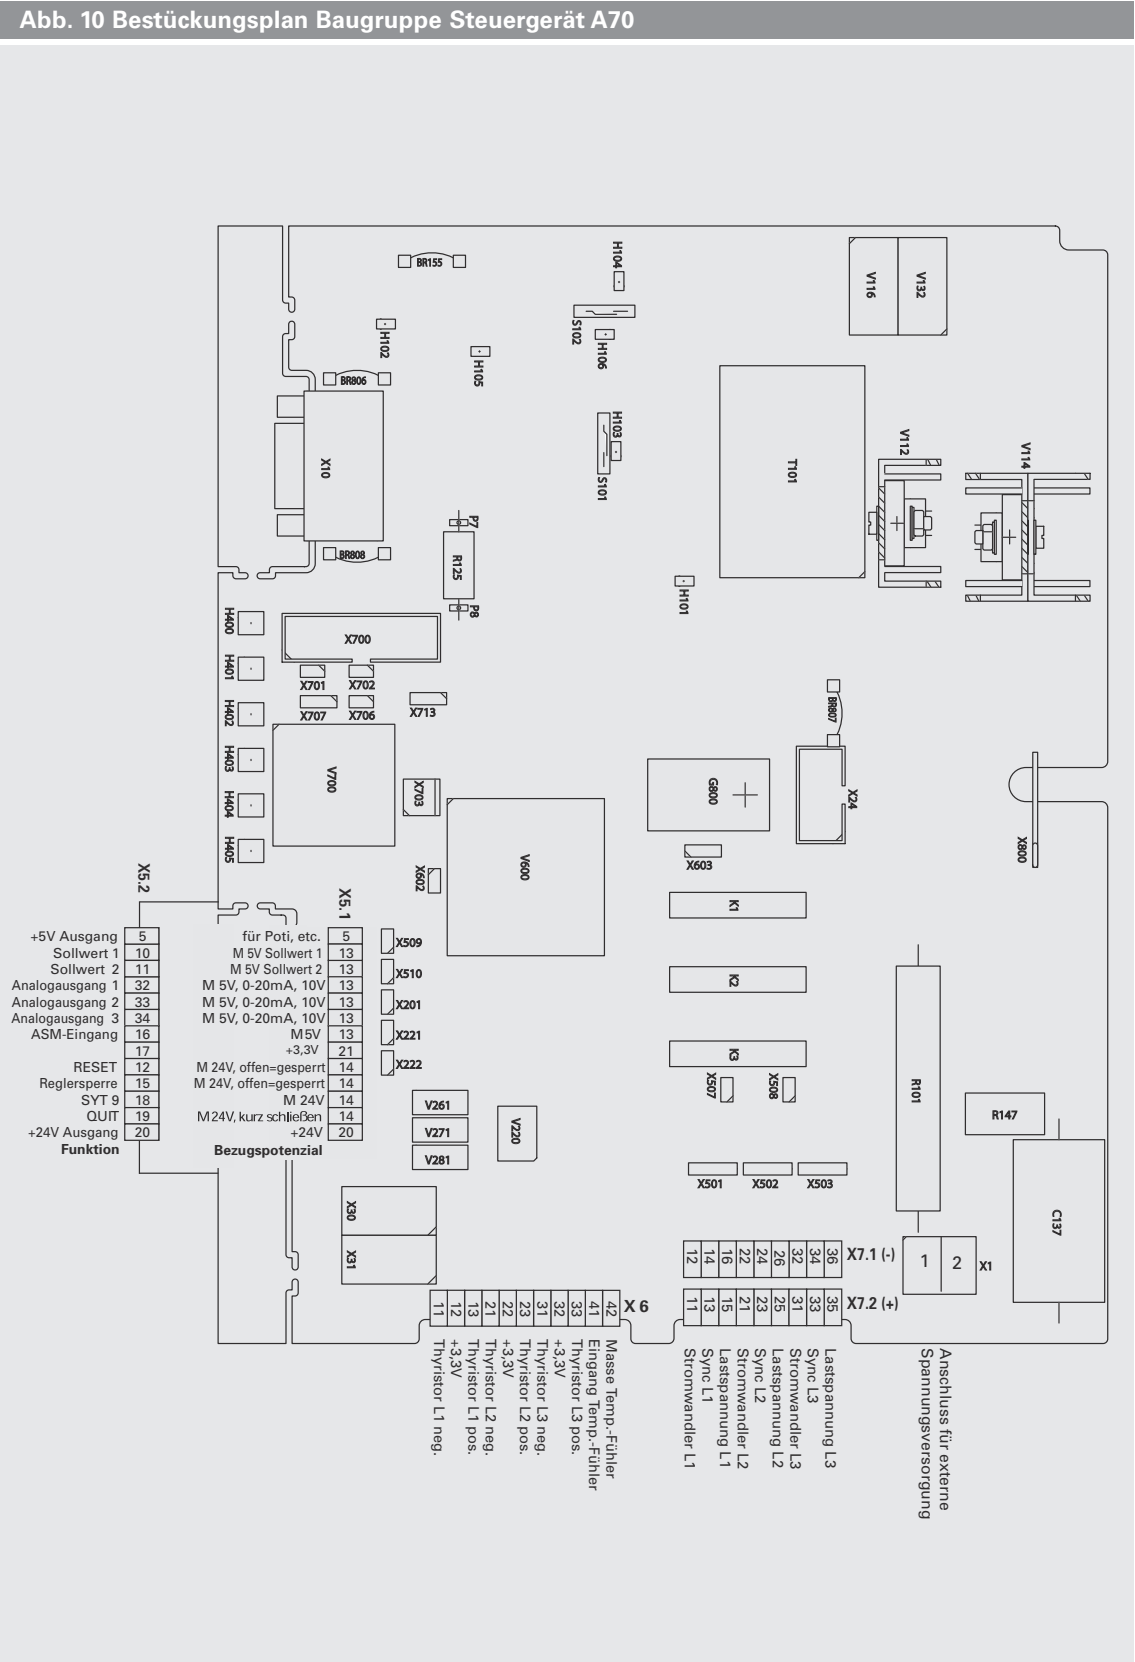 Abb. 10 Bestückungsplan Baugruppe Steuergerät A70
H104
BR155
V116
V132
S102
H102
H106
H105
BR806
H103
V112
V114
X10
T101
S101
P7
BR808
R125
H101
P8
H400
X700
H401
X701
X702
H402
X707
X706
X713
BR807
H403
V700
X703
G800
X24
H404
H405
X800
V600
X603
X602
X5.2
X5.1
K1
+5V Ausgang 5 für Poti, etc. 5 X509
Sollwert 1 10 M 5V Sollwert 1 13
Sollwert 2 11 M 5V Sollwert 2 13 X510
Analogausgang 1 32 M 5V, 0-20mA, 10V 13
Analogausgang 2 33 M 5V, 0-20mA, 10V 13 X201
Analogausgang 3 34 M 5V, 0-20mA, 10V 13
ASM-Eingang 16 M5V 13 X221
17 +3,3V 21
RESET 12 M 24V, offen=gesperrt 14 X222
Reglersperre 15 M 24V, offen=gesperrt 14
SYT 9 18 M 24V 14
QUIT 19 M24V, kurz schließen 14
+24V Ausgang 20 +24V 20
Funktion Bezugspotenzial
K2
K3
X507
X508
R101
V261
V271
V281
V220
R147
X501
X502
X503
X30
X31
C137
12 14 16 22 24 26 32 34 36 X7.1 (-)
1 2 X1
11 13 15 21 23 25 31 33 35 X7.2 (+)
11 12 13 21 22 23 31 32 33 41 42 X 6
Thyristor L1 neg.
+3,3V
Thyristor L1 pos.
Thyristor L2 neg.
+3,3V
Thyristor L2 pos.
Thyristor L3 neg.
+3,3V
Thyristor L3 pos.
Eingang Temp.-Fühler
Masse Temp.-Fühler
Stromwandler L1
Sync L1
Lastspannung L1
Stromwandler L2
Sync L2
Lastspannung L2
Stromwandler L3
Sync L3
Lastspannung L3
Anschluss für externe
Spannungsversorgung